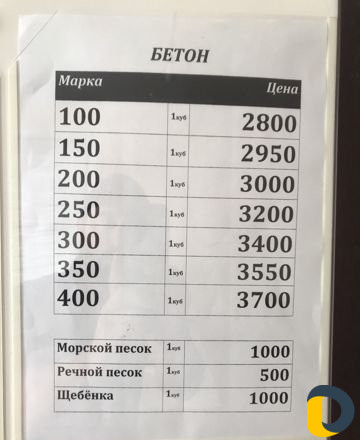 БЕТОН
Марка Цена
100 1куб 2800
150 1куб 2950
200 1куб 3000
250 1куб 3200
300 1куб 3400
350 1куб 3550
400 1куб 3700
Морской песок 1куб 1000
Речной песок 1куб 500
Щебёнка 1куб 1000